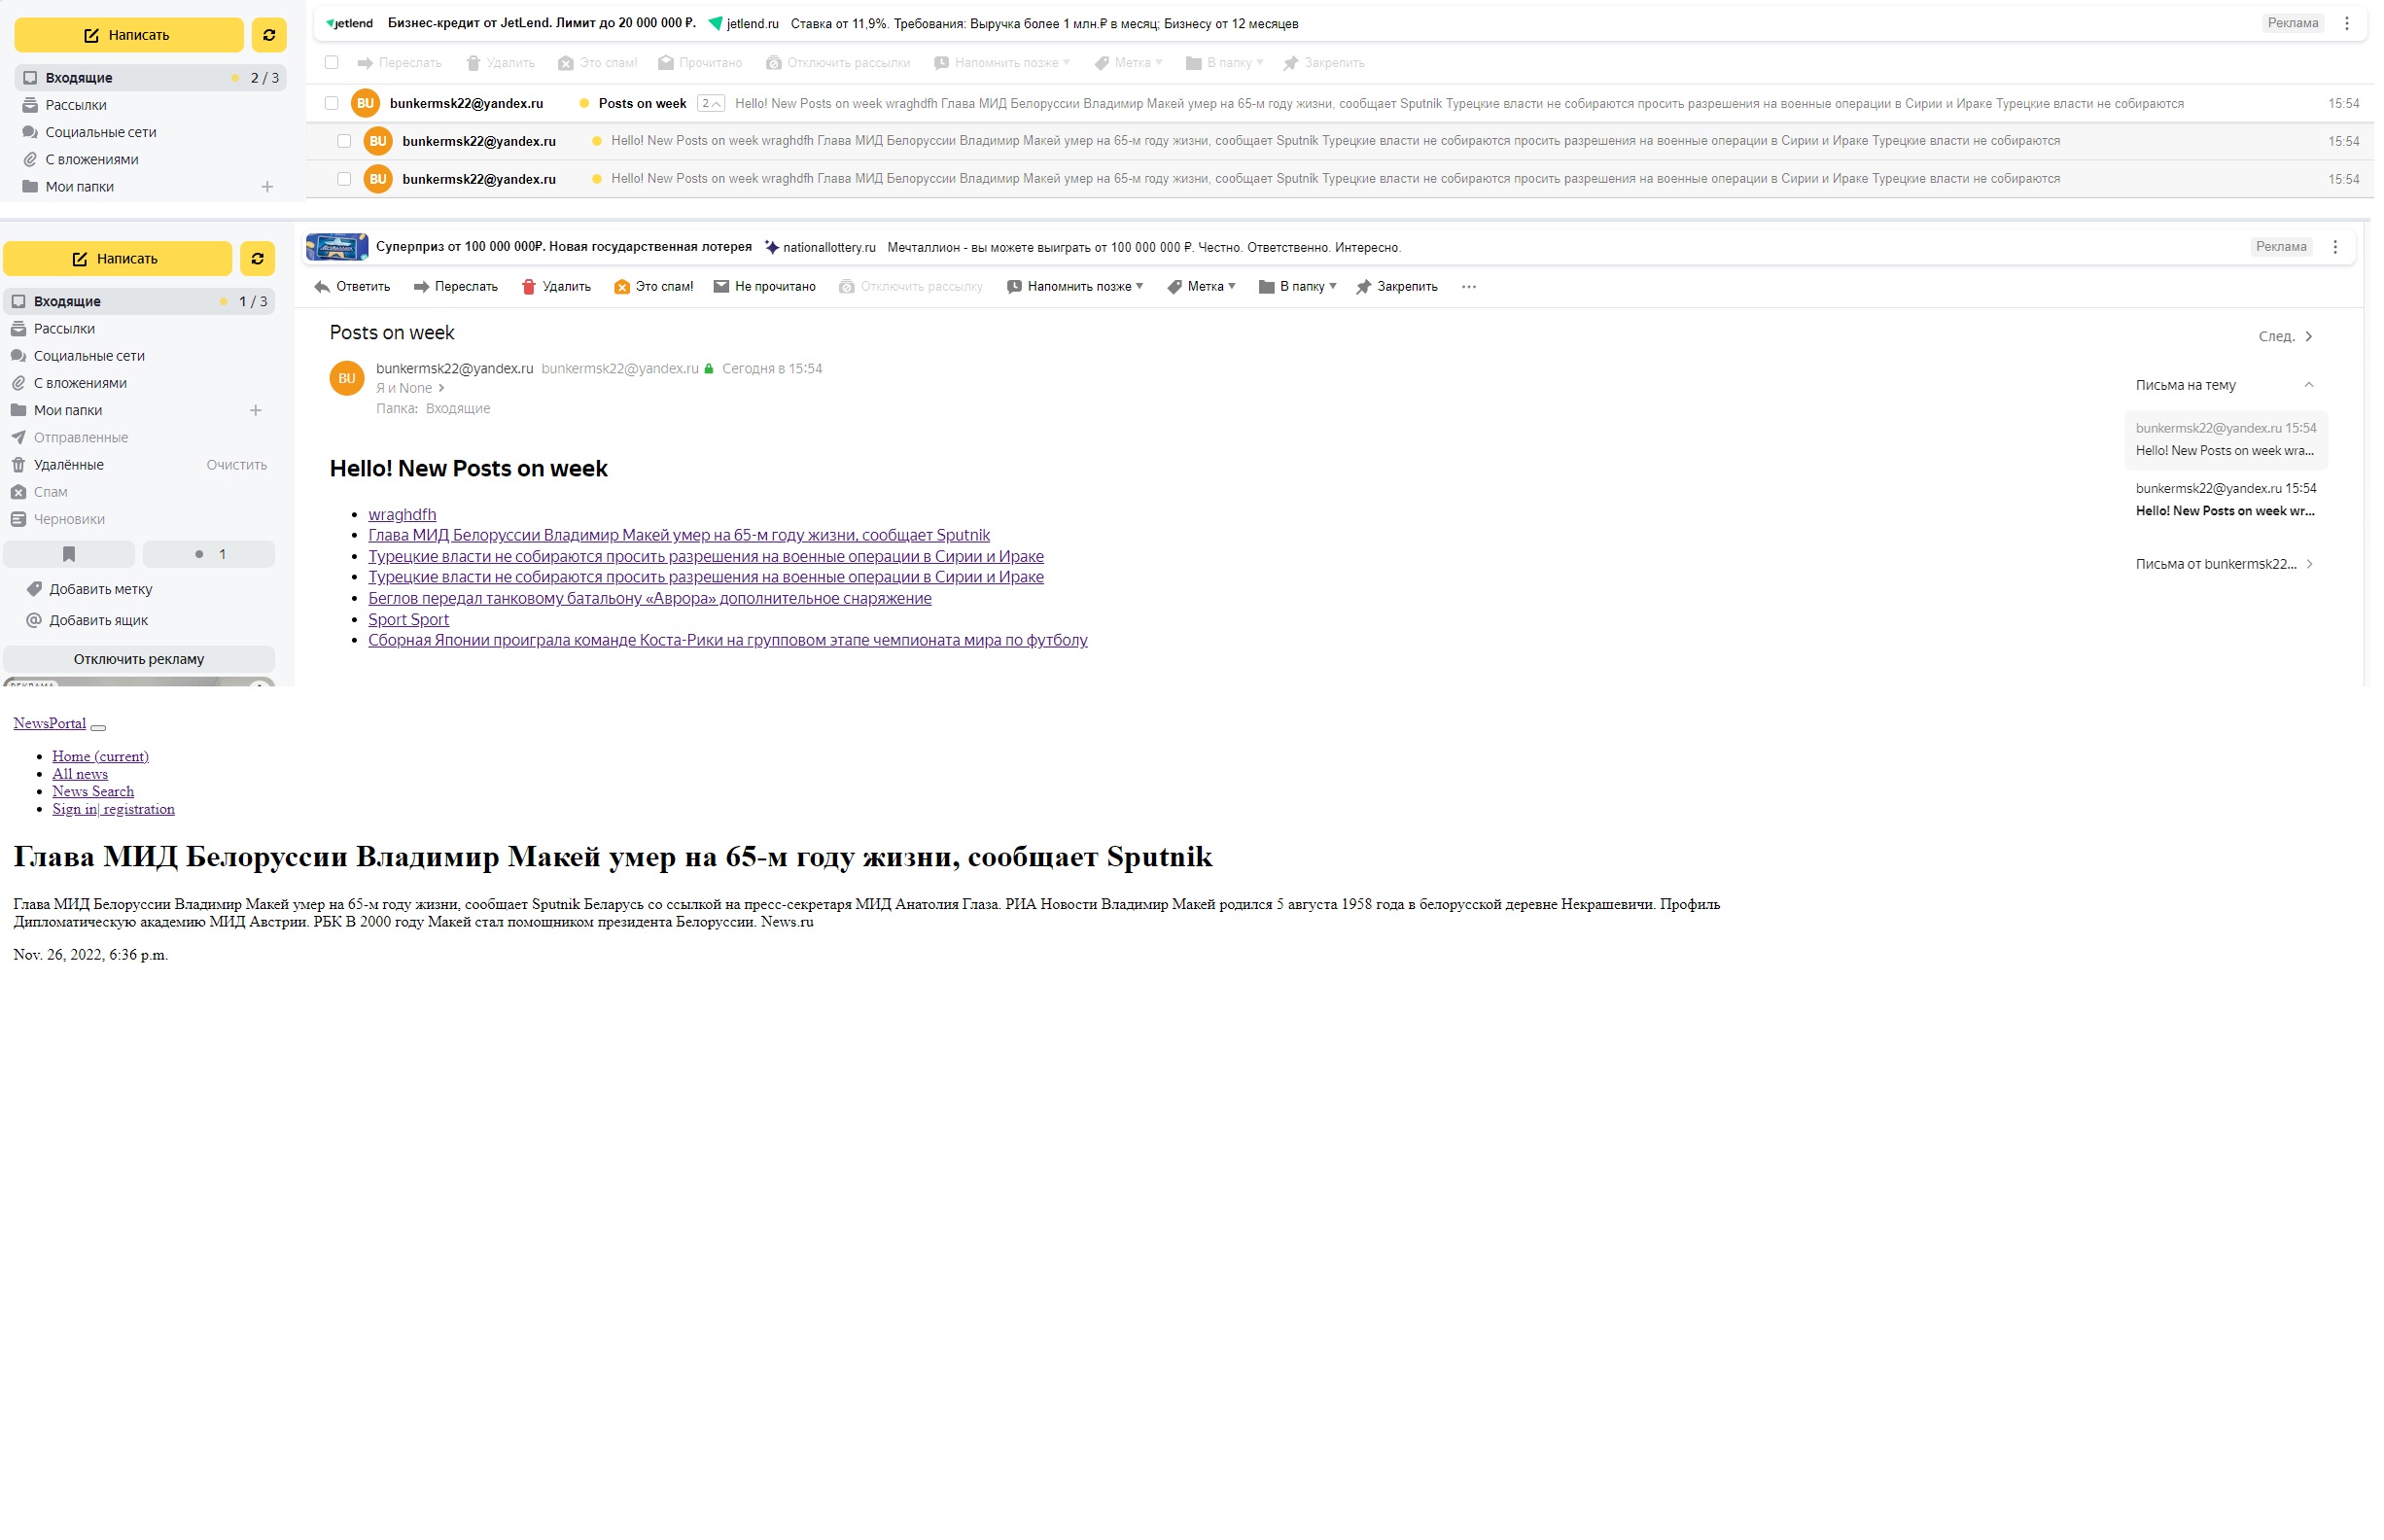 Написать
jetlend Бизнес-кредит от JetLend. Лимит до 20 000 000 ₽. jetlend.ru Ставка от 11,9%. Требования: Выручка более 1 млн.₽ в месяц; Бизнесу от 12 месяцев Реклама
Переслать Удалить Это спам! Прочитано Отключить рассылки Напомнить позже Метка В папку Закрепить
Входящие 2 / 3
Рассылки
Социальные сети
С вложениями
Мои папки
BU bunkermsk22@yandex.ru Posts on week 2 Hello! New Posts on week wraghdfh Глава МИД Белоруссии Владимир Макей умер на 65-м году жизни, сообщает Sputnik Турецкие власти не собираются просить разрешения на военные операции в Сирии и Ираке Турецкие власти не собираются 15:54
BU bunkermsk22@yandex.ru Hello! New Posts on week wraghdfh Глава МИД Белоруссии Владимир Макей умер на 65-м году жизни, сообщает Sputnik Турецкие власти не собираются просить разрешения на военные операции в Сирии и Ираке Турецкие власти не собираются 15:54
BU bunkermsk22@yandex.ru Hello! New Posts on week wraghdfh Глава МИД Белоруссии Владимир Макей умер на 65-м году жизни, сообщает Sputnik Турецкие власти не собираются просить разрешения на военные операции в Сирии и Ираке Турецкие власти не собираются 15:54
Написать
Суперприз от 100 000 000₽. Новая государственная лотерея nationallottery.ru Мечталлион - вы можете выиграть от 100 000 000 ₽. Честно. Ответственно. Интересно. Реклама
Ответить Переслать Удалить Это спам! Не прочитано Отключить рассылку Напомнить позже Метка В папку Закрепить
Входящие 1 / 3
Рассылки
Социальные сети
С вложениями
Мои папки
Отправленные
Удалённые Очистить
Спам
Черновики
1
Добавить метку
Добавить ящик
Отключить рекламу
РЕКЛАМА
Posts on week
След.
BU bunkermsk22@yandex.ru bunkermsk22@yandex.ru Сегодня в 15:54
Я и None
Папка: Входящие
Hello! New Posts on week
wraghdfh
Глава МИД Белоруссии Владимир Макей умер на 65-м году жизни, сообщает Sputnik
Турецкие власти не собираются просить разрешения на военные операции в Сирии и Ираке
Турецкие власти не собираются просить разрешения на военные операции в Сирии и Ираке
Беглов передал танковому батальону «Аврора» дополнительное снаряжение
Sport Sport
Сборная Японии проиграла команде Коста-Рики на групповом этапе чемпионата мира по футболу
Письма на тему
bunkermsk22@yandex.ru 15:54
Hello! New Posts on week wra...
bunkermsk22@yandex.ru 15:54
Hello! New Posts on week wr...
Письма от bunkermsk22...
NewsPortal
Home (current)
All news
News Search
Sign in| registration
Глава МИД Белоруссии Владимир Макей умер на 65-м году жизни, сообщает Sputnik
Глава МИД Белоруссии Владимир Макей умер на 65-м году жизни, сообщает Sputnik Беларусь со ссылкой на пресс-секретаря МИД Анатолия Глаза. РИА Новости Владимир Макей родился 5 августа 1958 года в белорусской деревне Некрашевичи. Профиль
Дипломатическую академию МИД Австрии. РБК В 2000 году Макей стал помощником президента Белоруссии. News.ru
Nov. 26, 2022, 6:36 p.m.